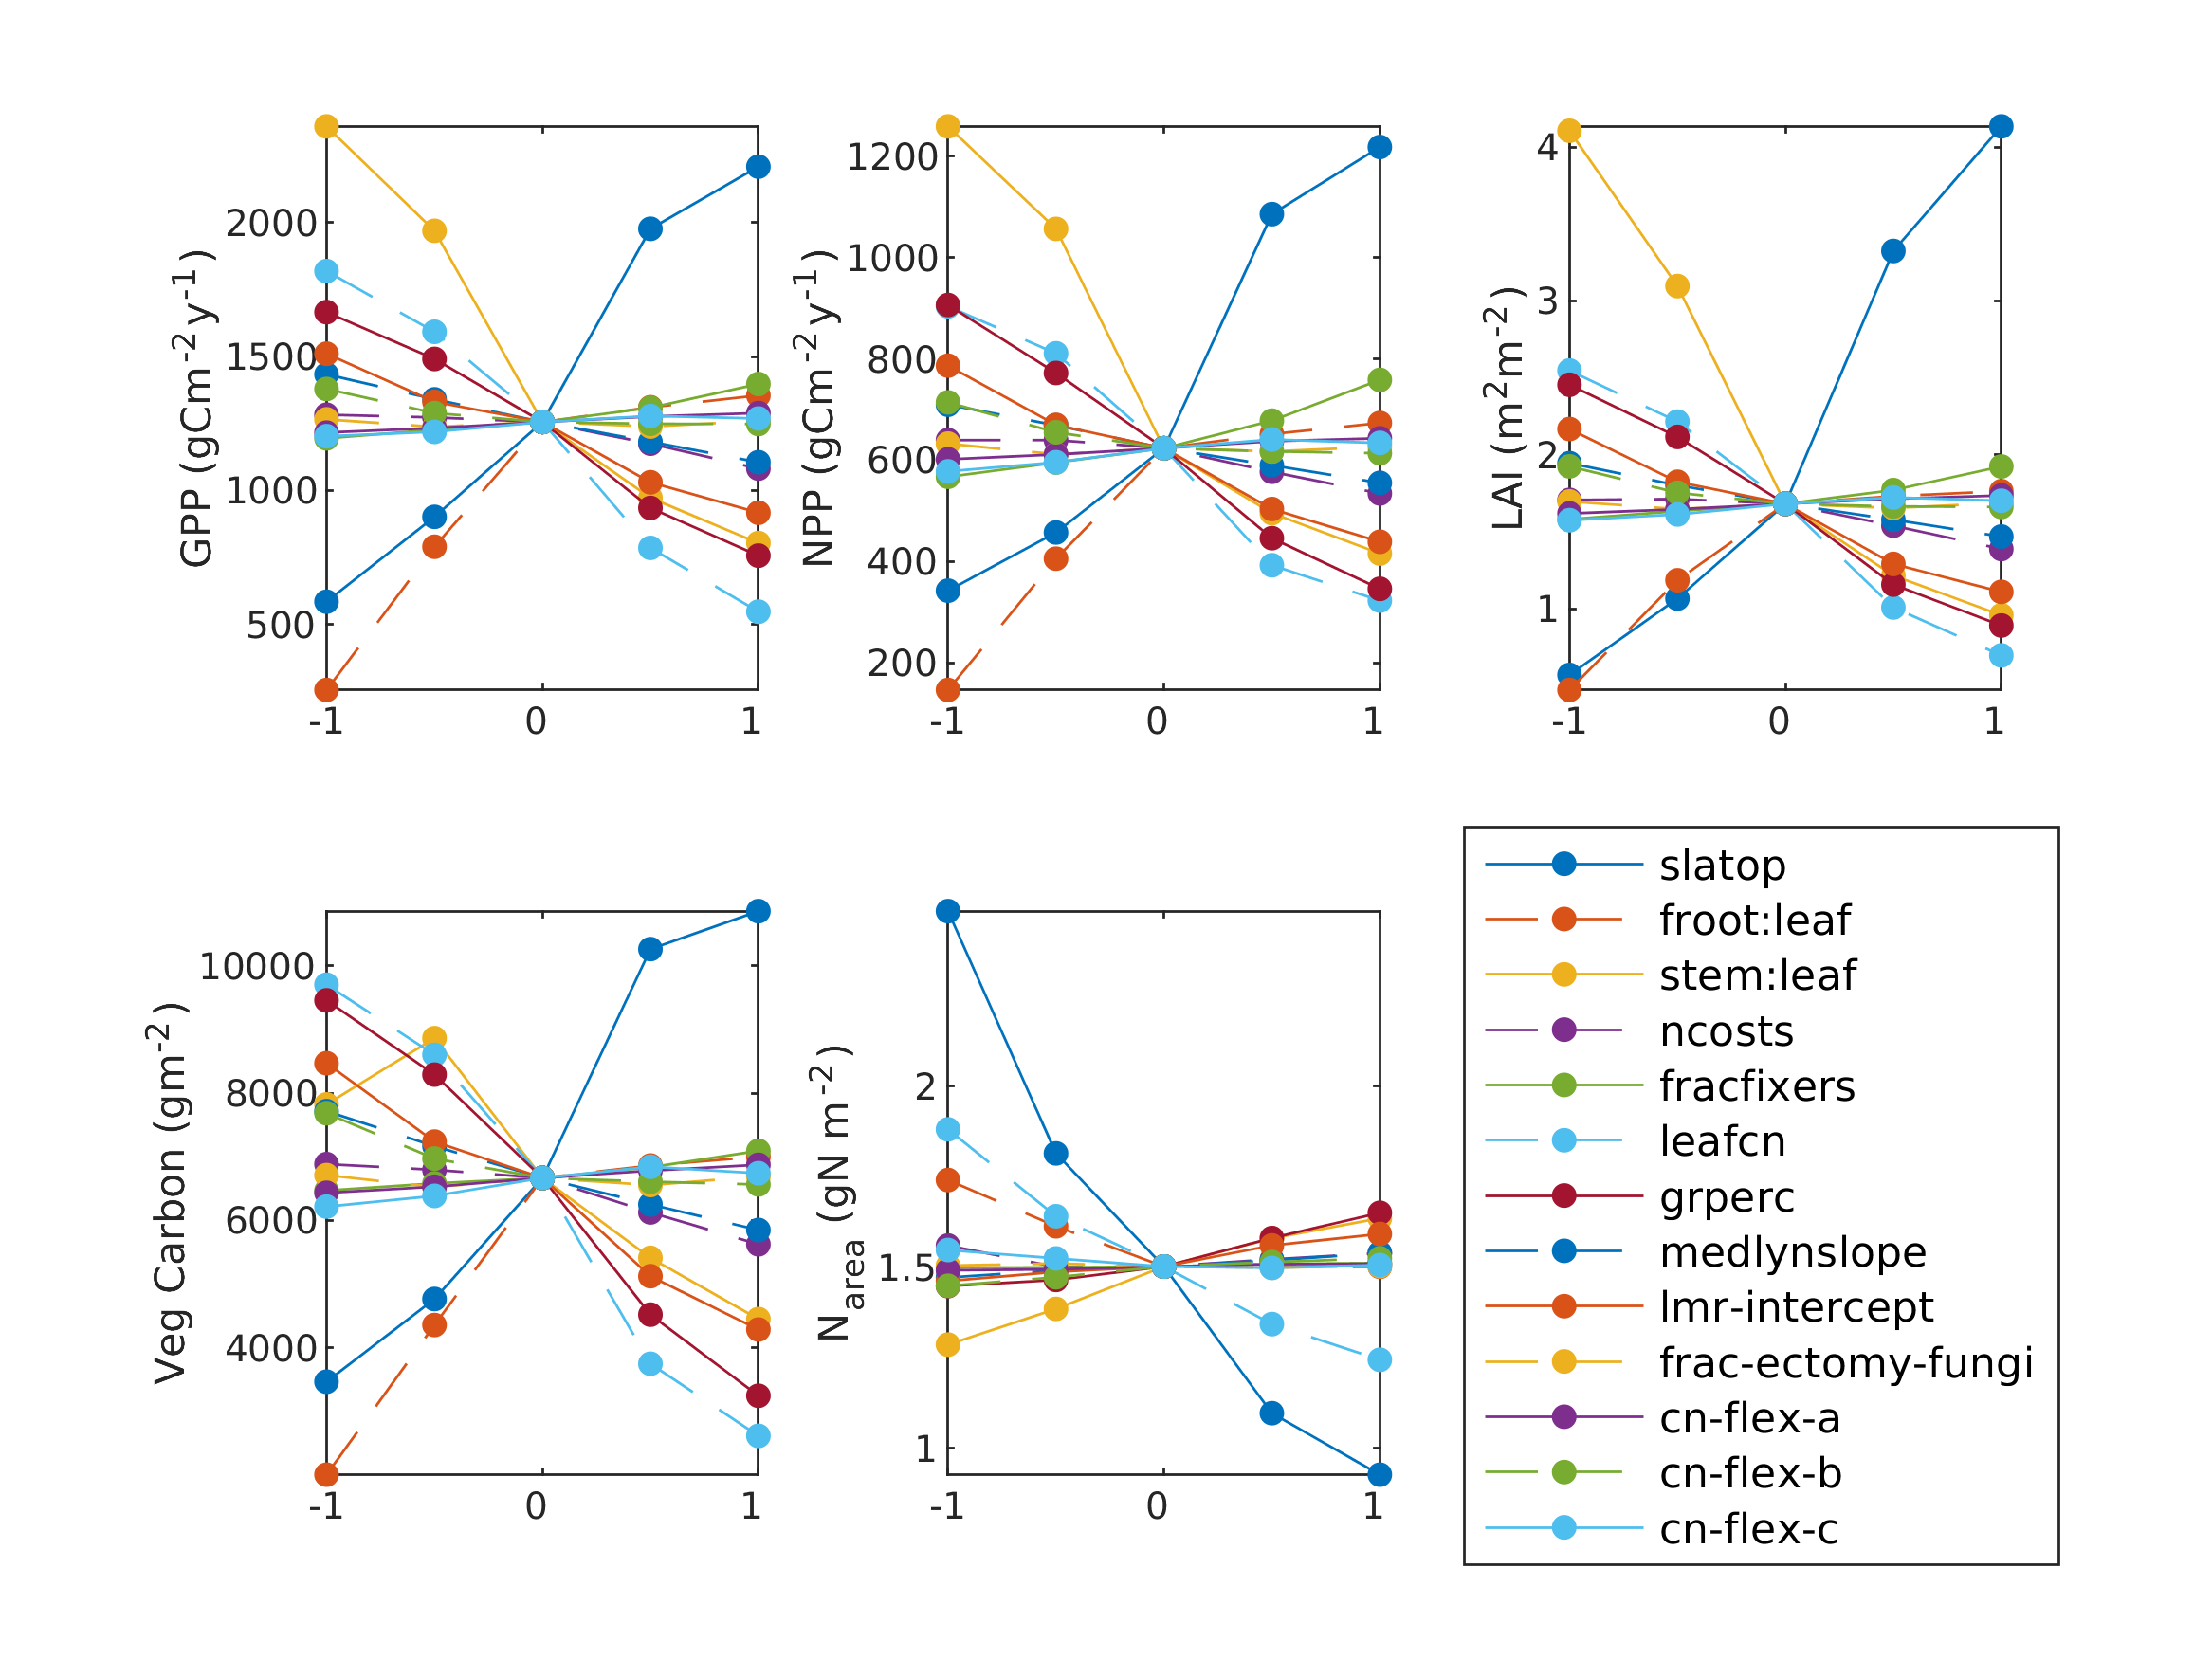 GPP (gCm-2 y-1)
2000
1500
1000
500
-1 0 1
NPP (gCm-2 y-1)
1200
1000
800
600
400
200
-1 0 1
LAI (m2m-2)
4
3
2
1
-1 0 1
Veg Carbon (gm-2)
10000
8000
6000
4000
-1 0 1
Narea (gN m-2)
2
1.5
1
-1 0 1
slatop
froot:leaf
stem:leaf
ncosts
fracfixers
leafcn
grperc
medlynslope
lmr-intercept
frac-ectomy-fungi
cn-flex-a
cn-flex-b
cn-flex-c